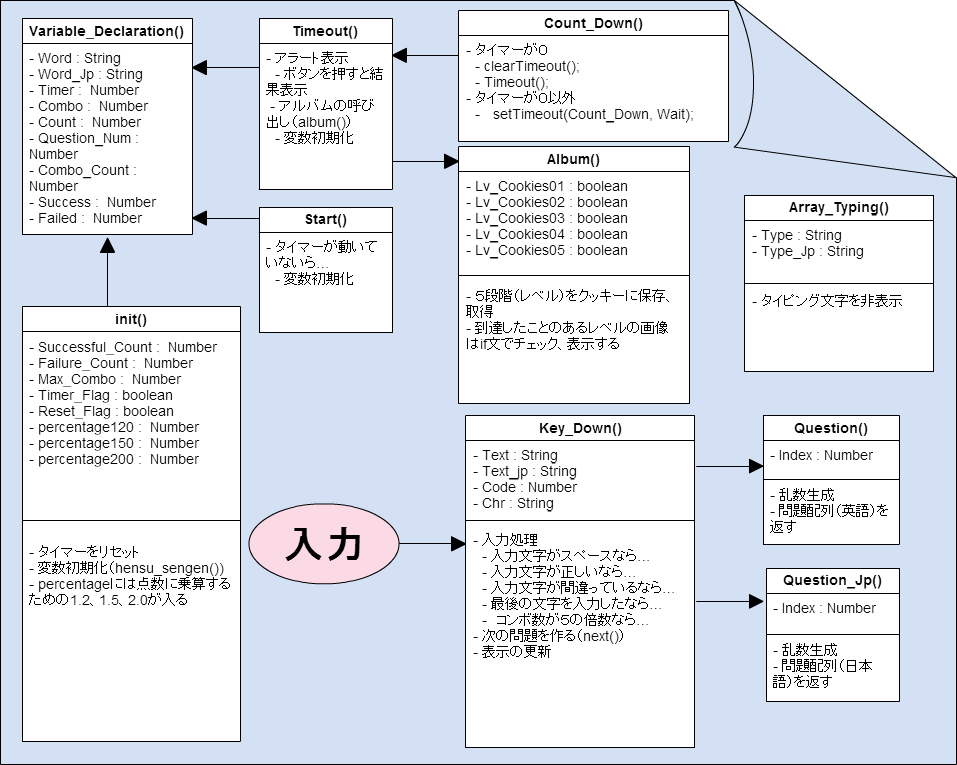 Variable_Declaration()
- Word : String
- Word_Jp : String
- Timer :  Number
- Combo :  Number
- Count :  Number
- Question_Num :
Number
- Combo_Count :
Number
- Success :  Number
- Failed :  Number
Timeout()
- アラート表示
- ボタンを押すと結
果表示
- アルバムの呼び
出し(album())
- 変数初期化
Count_Down()
- タイマーが0
- clearTimeout();
- Timeout();
- タイマーが0以外
-  setTimeout(Count_Down, Wait);
Start()
- タイマーが動いて
いないら…
- 変数初期化
Album()
- Lv_Cookies01 : boolean
- Lv_Cookies02 : boolean
- Lv_Cookies03 : boolean
- Lv_Cookies04 : boolean
- Lv_Cookies05 : boolean
- 5段階(レベル)をクッキーに保存、
取得
- 到達したことのあるレベルの画像
はif文でチェック、表示する
Array_Typing()
- Type : String
- Type_Jp : String
- タイピング文字を非表示
init()
- Successful_Count :  Number
- Failure_Count :  Number
- Max_Combo :  Number
- Timer_Flag : boolean
- Reset_Flag : boolean
- percentage120 :  Number
- percentage150 :  Number
- percentage200 :  Number
- タイマーをリセット
- 変数初期化(hensu_sengen())
- percentageには点数に乗算する
ための1.2、1.5、2.0が入る
入力
Key_Down()
- Text : String
- Text_jp : String
- Code : Number
- Chr : String
- 入力処理
- 入力文字がスペースなら…
- 入力文字が正しいなら…
- 入力文字が間違っているなら…
- 最後の文字を入力したなら…
- コンボ数が5の倍数なら…
- 次の問題を作る(next())
- 表示の更新
Question()
- Index : Number
- 乱数生成
- 問題配列(英語)を
返す
Question_Jp()
- Index : Number
- 乱数生成
- 問題配列(日本
語)を返す